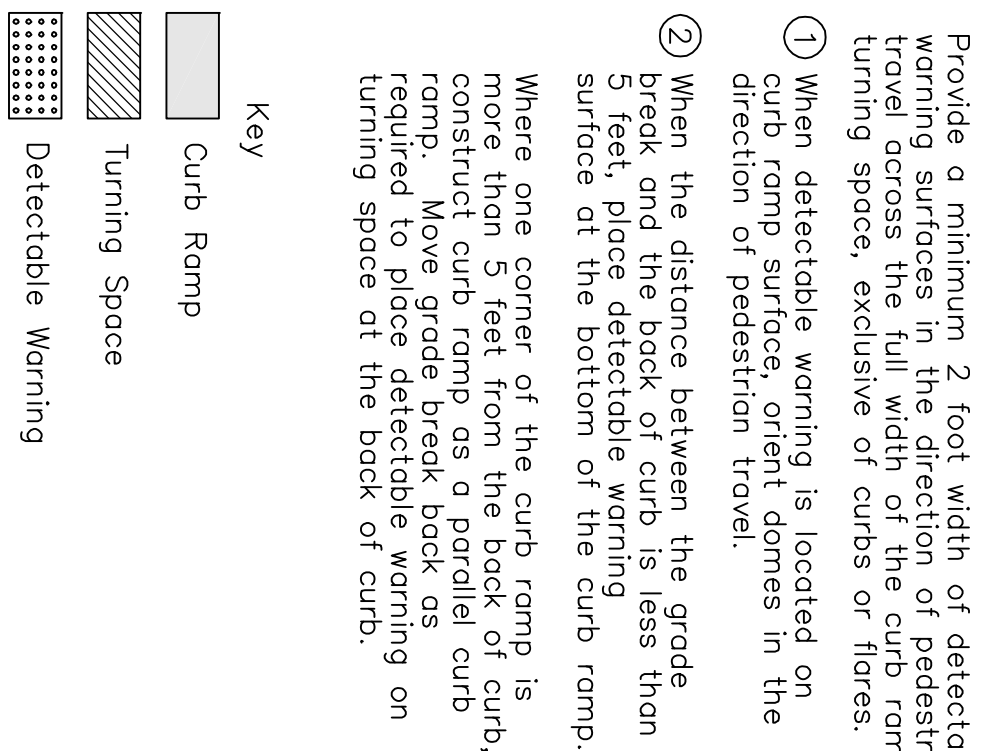 Provide a minimum 2 foot width of detecta
warning surfaces in the direction of pedestr
travel across the full width of the curb ram
turning space, exclusive of curbs or flares.
1 When detectable warning is located on
curb ramp surface, orient domes in the
direction of pedestrian travel.
2 When the distance between the grade
break and the back of curb is less than
5 feet, place detectable warning
surface at the bottom of the curb ramp.
Where one corner of the curb ramp is
more than 5 feet from the back of curb,
construct curb ramp as a parallel curb
ramp. Move grade break back as
required to place detectable warning on
turning space at the back of curb.
Key
Curb Ramp
Turning Space
Detectable Warning